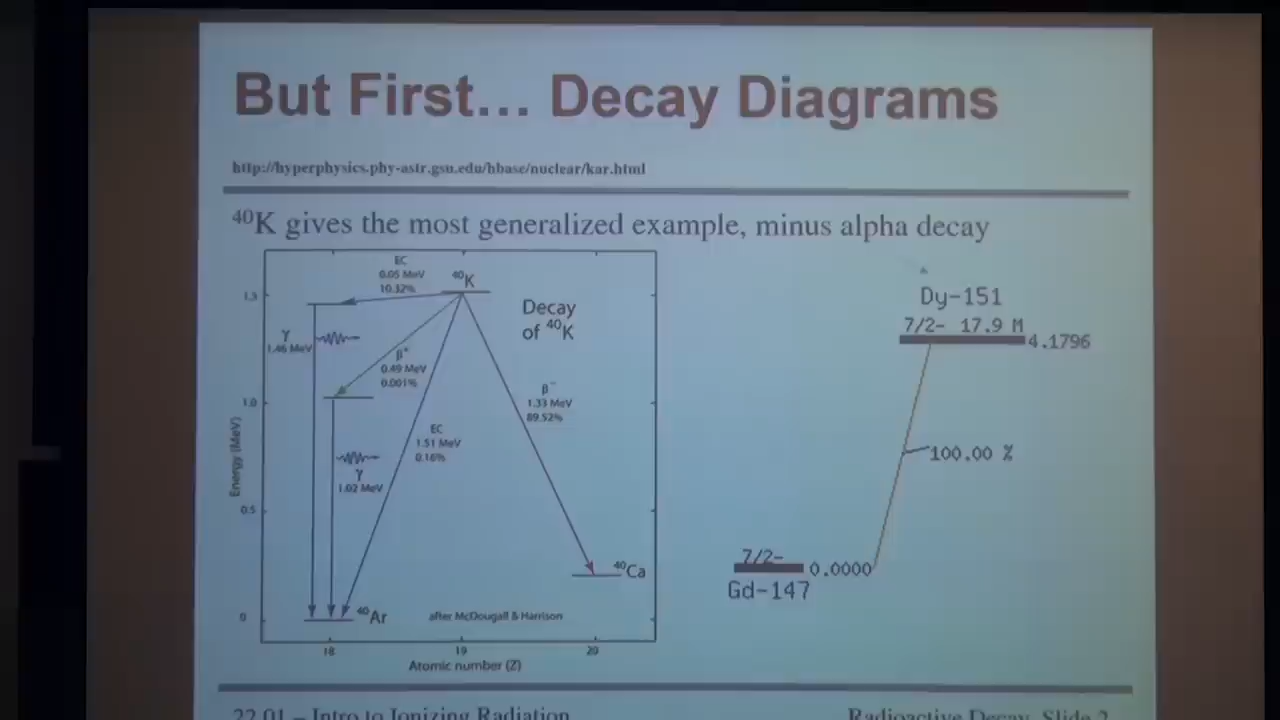 But First... Decay Diagrams
http://hyperphysics.phy-astr.gsu.edu/hbase/nuclear/kar.html
⁴⁰K gives the most generalized example, minus alpha decay
EC
0.05 MeV
10.32%
⁴⁰K
Decay
of ⁴⁰K
1.3
γ
1.46 MeV
β⁺
0.49 MeV
0.001%
β⁻
1.33 MeV
89.52%
1.0
EC
1.51 MeV
0.16%
γ
1.02 MeV
Energy (MeV)
0.5
⁴⁰Ca
0
⁴⁰Ar
after McDougall & Harrison
18
19
20
Atomic number (Z)
Dy-151
7/2- 17.9 M
4.1796
100.00 %
7/2-
0.0000
Gd-147
22.01 – Intro to Ionizing Radiation
Radioactive Decay, Slide 2